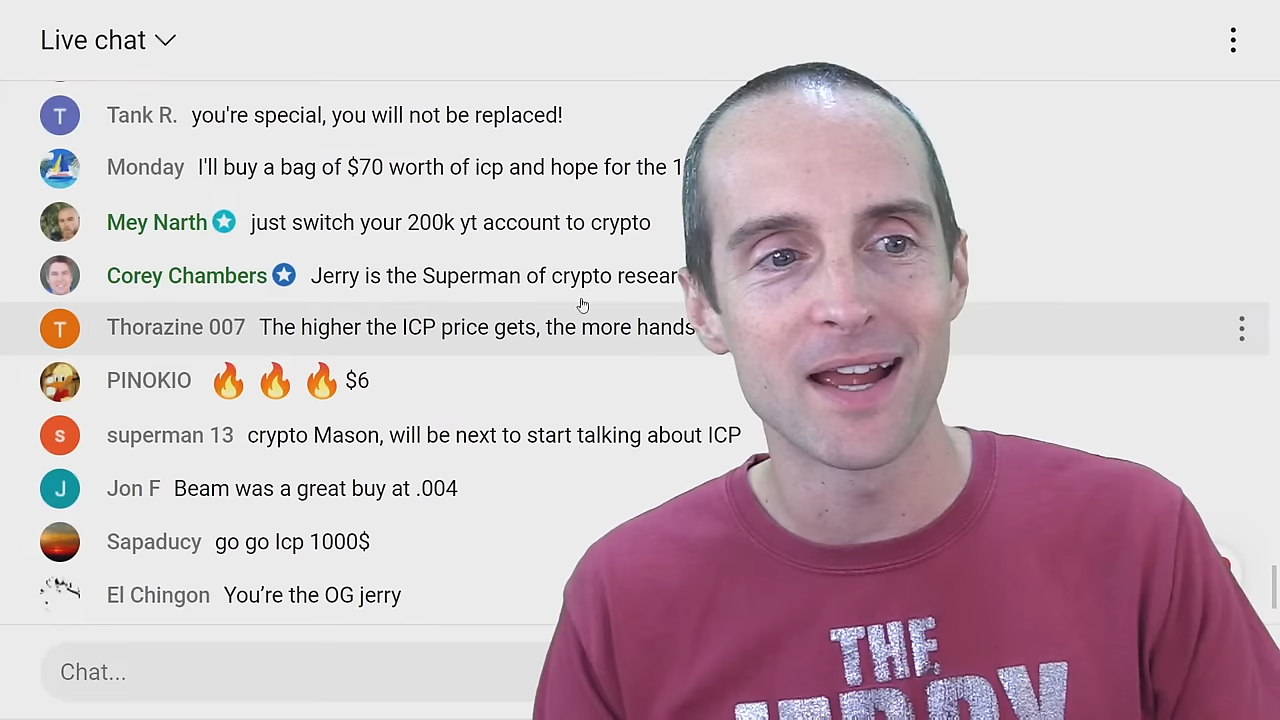 Live chat
T Tank R. you're special, you will not be replaced!
Monday I'll buy a bag of $70 worth of icp and hope for the 1
Mey Narth just switch your 200k yt account to crypto
Corey Chambers Jerry is the Superman of crypto resear
T Thorazine 007 The higher the ICP price gets, the more hands
PINOKIO 🔥 🔥 🔥 $6
s superman 13 crypto Mason, will be next to start talking about ICP
J Jon F Beam was a great buy at .004
Sapaducy go go Icp 1000$
El Chingon You’re the OG jerry
Chat...
THE